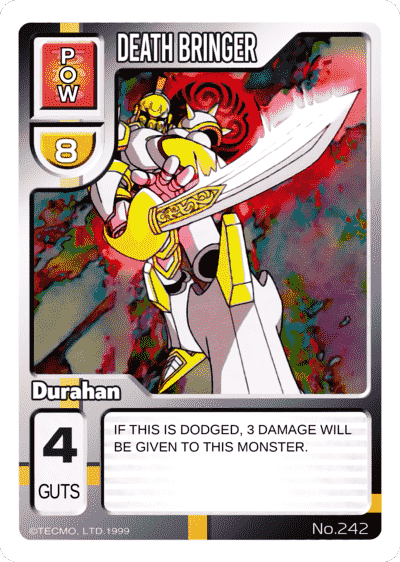 DEATH BRINGER
POW
8
Durahan
4
GUTS
IF THIS IS DODGED, 3 DAMAGE WILL
BE GIVEN TO THIS MONSTER.
©TECMO, LTD.1999
No.242